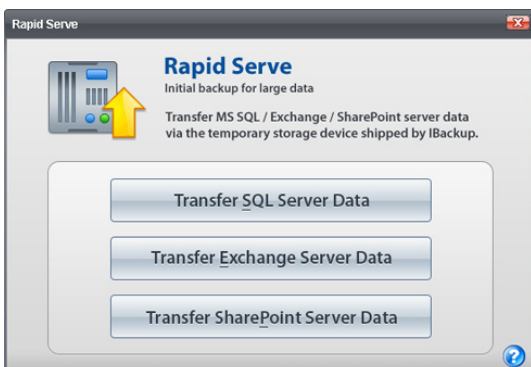 Rapid Serve
Rapid Serve
Initial backup for large data
Transfer MS SQL / Exchange / SharePoint server data
via the temporary storage device shipped by IBackup.
Transfer SQL Server Data
Transfer Exchange Server Data
Transfer SharePoint Server Data
?